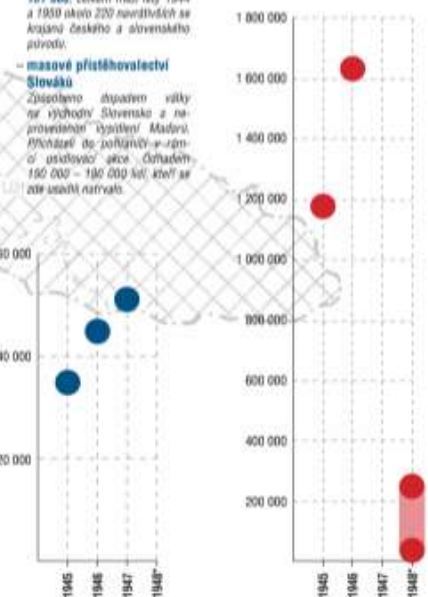 a 1950 okolo 220 navrátivších se
krajanů českého a slovenského
původu.
– masové přistěhovalectví
Slováků
Způsobeno dopadem války
na východní Slovensko a ne-
provedením vysídlení Maďarů.
Přicházeli do pohraničí v rám-
ci osidlovací akce. Odhadem
000 – 190 000 lidí, kteří se
zde usadili natrvalo.
40 000
20 000
1945
1946
1947
1948*
1 800 000
1 600 000
1 400 000
1 200 000
1 000 000
800 000
600 000
400 000
200 000
1945
1946
1947
1948*